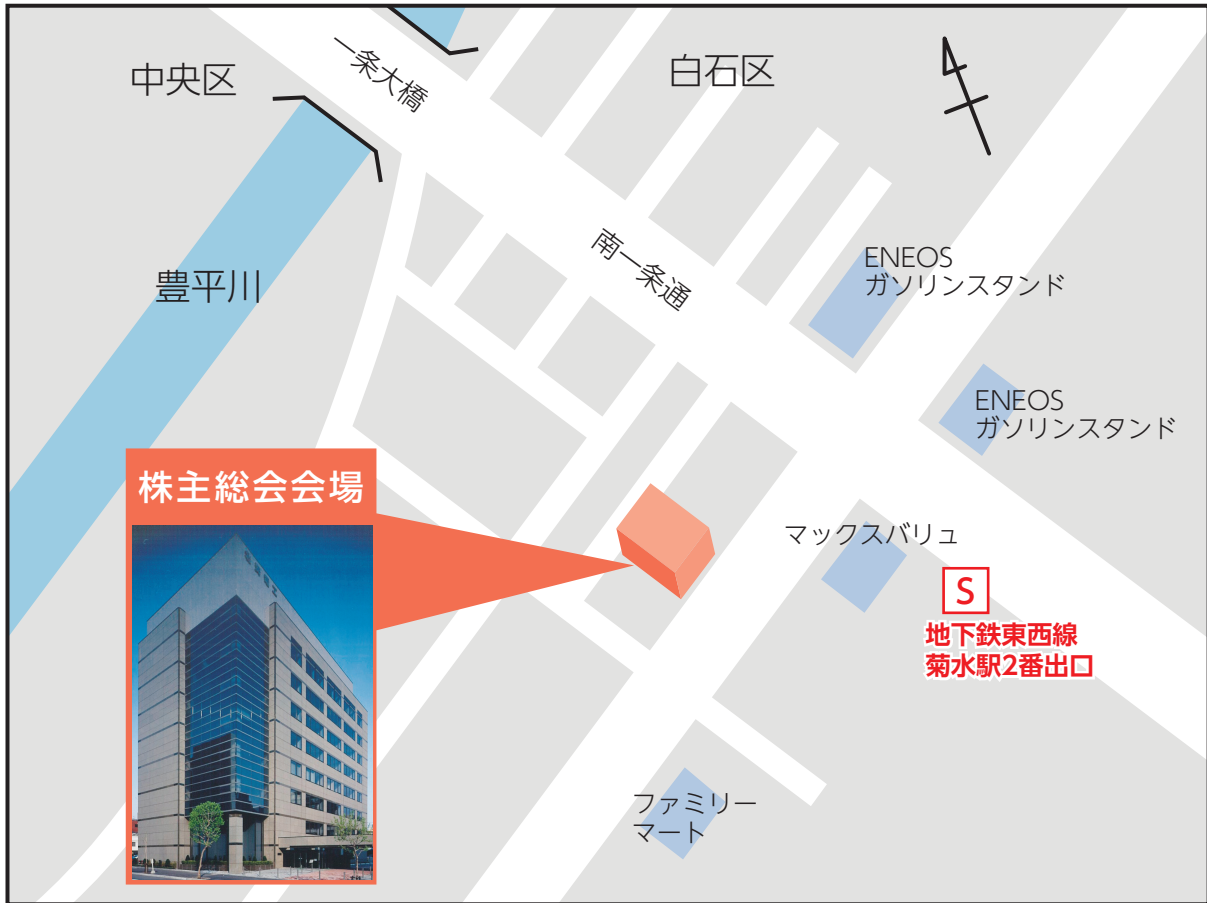 中央区
一条大橋
白石区
豊平川
南一条通
ENEOS
ガソリンスタンド
ENEOS
ガソリンスタンド
株主総会会場
マックスバリュ
S
地下鉄東西線
菊水駅2番出口
ファミリー
マート